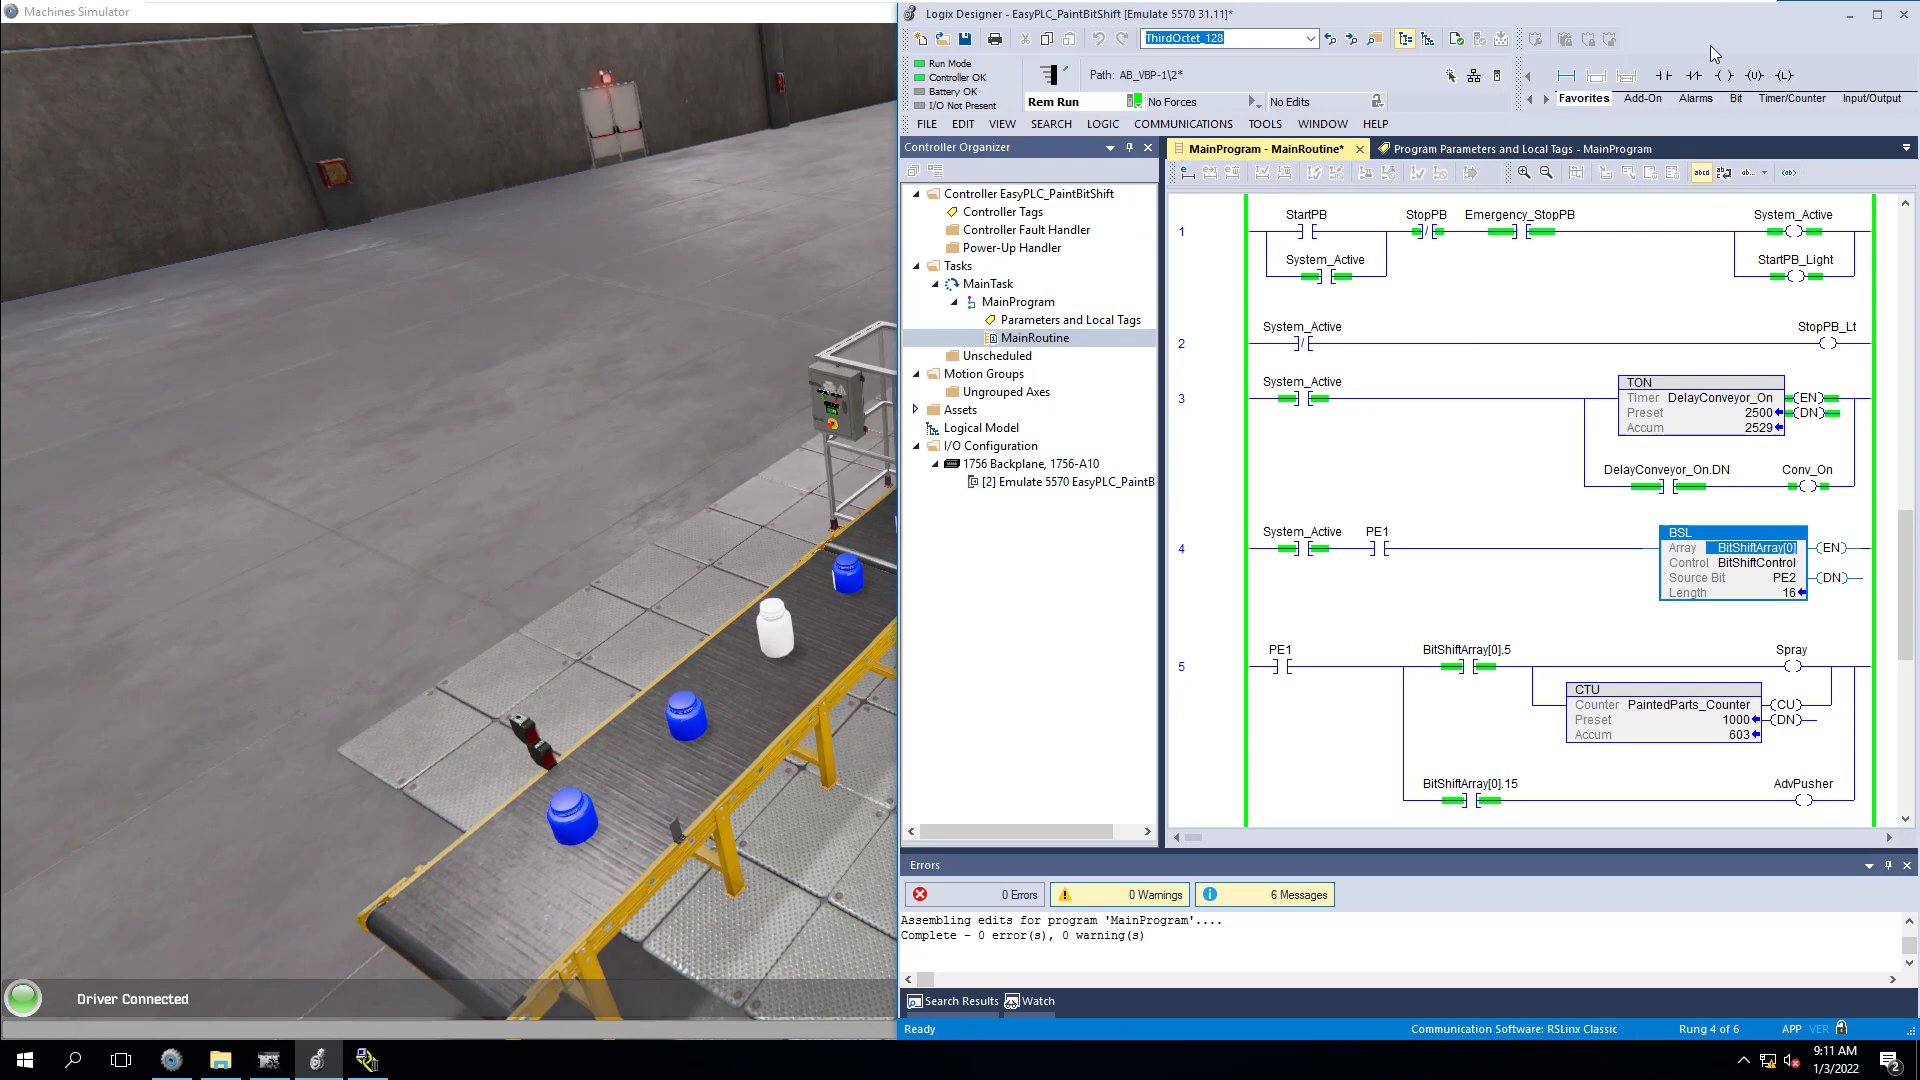 Machines Simulator
Driver Connected
Logix Designer - EasyPLC_PaintBitShift [Emulate 5570 31.11]*
ThirdOctet_128
Run Mode
Controller OK
Battery OK
I/O Not Present
Path: AB_VBP-1\2*
Rem Run
No Forces
No Edits
Favorites Add-On Alarms Bit Timer/Counter Input/Output
FILE EDIT VIEW SEARCH LOGIC COMMUNICATIONS TOOLS WINDOW HELP
Controller Organizer
Controller EasyPLC_PaintBitShift
Controller Tags
Controller Fault Handler
Power-Up Handler
Tasks
MainTask
MainProgram
Parameters and Local Tags
MainRoutine
Unscheduled
Motion Groups
Ungrouped Axes
Assets
Logical Model
I/O Configuration
1756 Backplane, 1756-A10
[2] Emulate 5570 EasyPLC_PaintB
MainProgram - MainRoutine*
Program Parameters and Local Tags - MainProgram
StartPB StopPB Emergency_StopPB System_Active
1
System_Active StartPB_Light
System_Active StopPB_Lt
2
System_Active
3
TON
Timer DelayConveyor_On
Preset 2500
Accum 2529
EN
DN
DelayConveyor_On.DN Conv_On
System_Active PE1
4
BSL
Array BitShiftArray[0]
Control BitShiftControl
Source Bit PE2
Length 16
EN
DN
PE1 BitShiftArray[0].5 Spray
5
CTU
Counter PaintedParts_Counter
Preset 1000
Accum 603
CU
DN
BitShiftArray[0].15 AdvPusher
Errors
0 Errors
0 Warnings
6 Messages
Assembling edits for program 'MainProgram'....
Complete - 0 error(s), 0 warning(s)
Search Results Watch
Ready
Communication Software: RSLinx Classic
Rung 4 of 6
APP VER
9:11 AM
1/3/2022
2